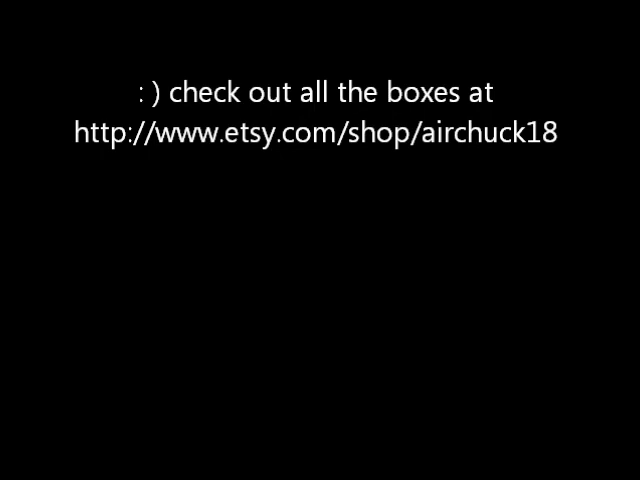 : ) check out all the boxes at
http://www.etsy.com/shop/airchuck18